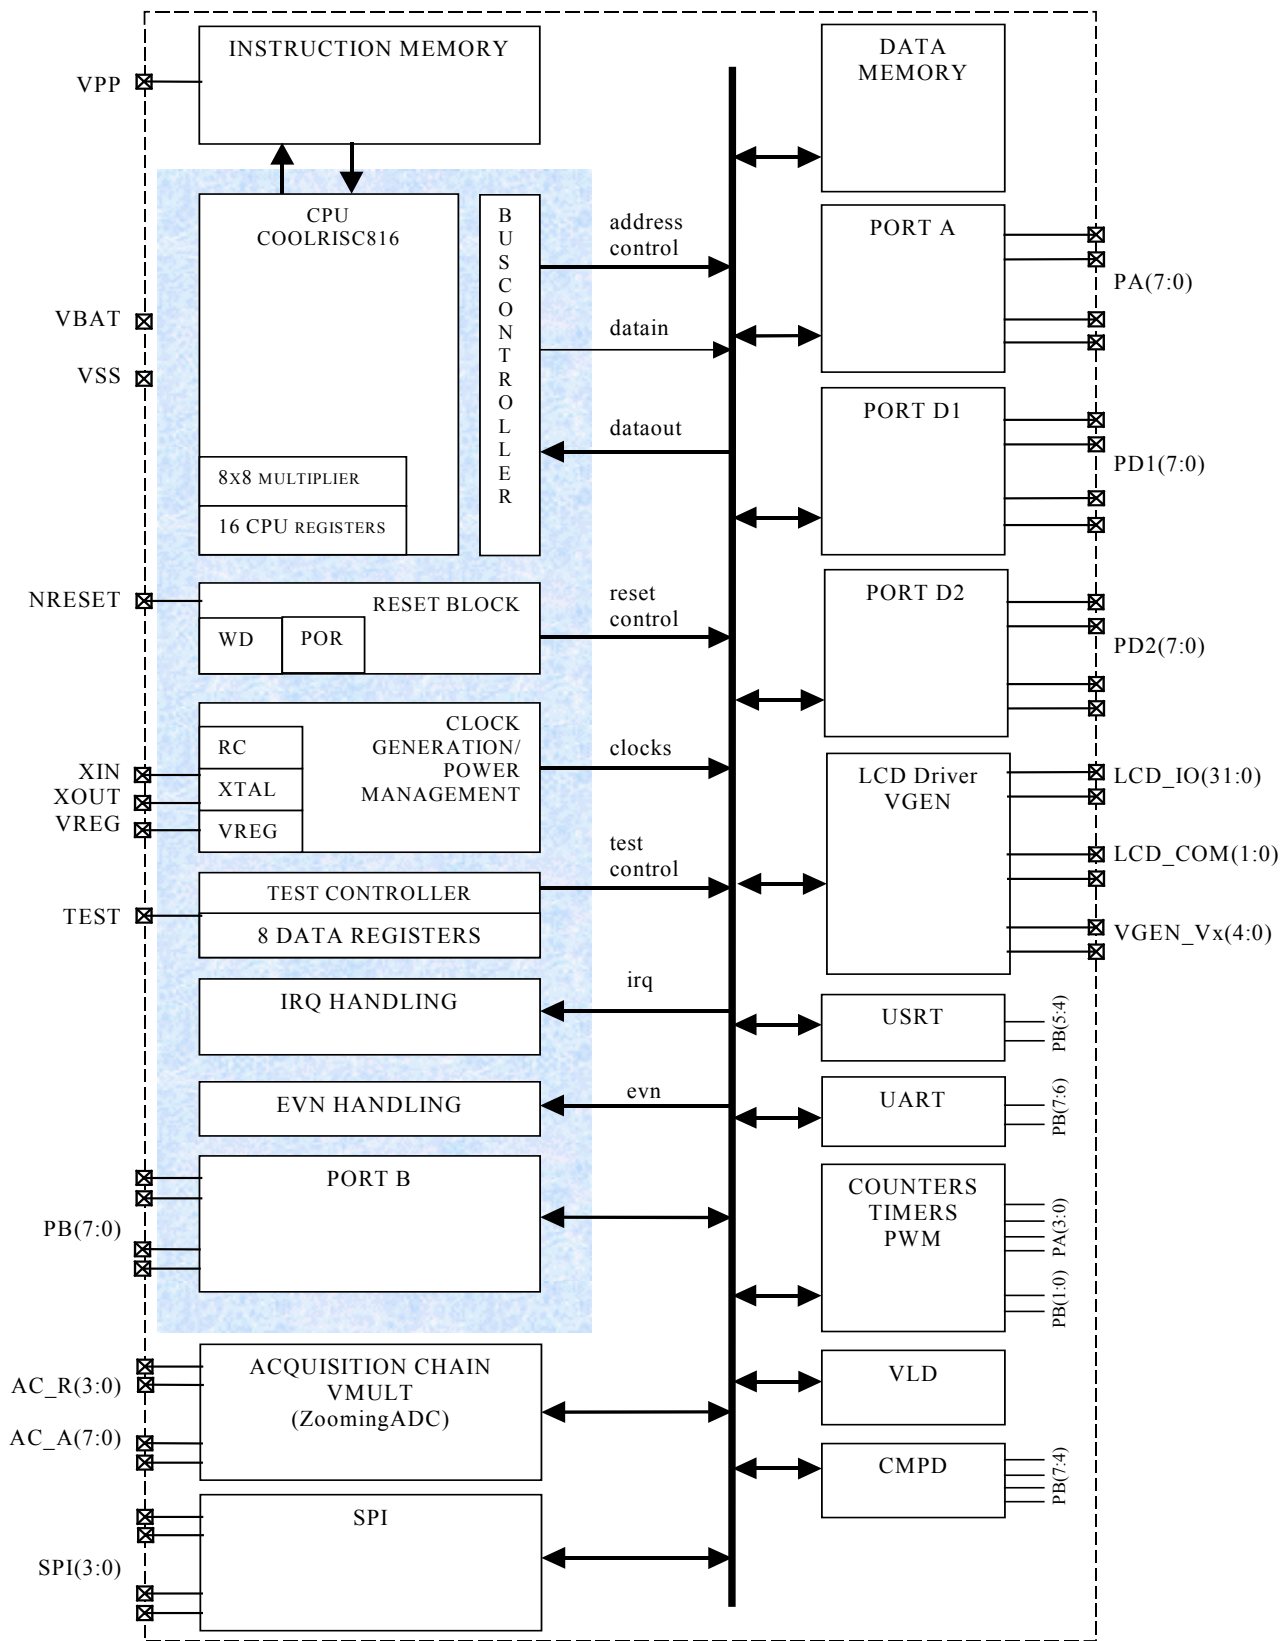 INSTRUCTION MEMORY
VPP
CPU
COOLRISC816
BUSCONTROLLER
8X8 MULTIPLIER
16 CPU REGISTERS
VBAT
VSS
address
control
datain
dataout
NRESET
RESET BLOCK
WD
POR
reset
control
CLOCK
GENERATION/
POWER
MANAGEMENT
RC
XTAL
VREG
XIN
XOUT
VREG
clocks
test
control
TEST
TEST CONTROLLER
8 DATA REGISTERS
IRQ HANDLING
irq
EVN HANDLING
evn
PORT B
PB(7:0)
ACQUISITION CHAIN
VMULT
(ZoomingADC)
AC_R(3:0)
AC_A(7:0)
SPI
SPI(3:0)
DATA
MEMORY
PORT A
PA(7:0)
PORT D1
PD1(7:0)
PORT D2
PD2(7:0)
LCD Driver
VGEN
LCD_IO(31:0)
LCD_COM(1:0)
VGEN_Vx(4:0)
USRT
PB(5:4)
UART
PB(7:6)
COUNTERS
TIMERS
PWM
PA(3:0)
PB(1:0)
VLD
CMPD
PB(7:4)